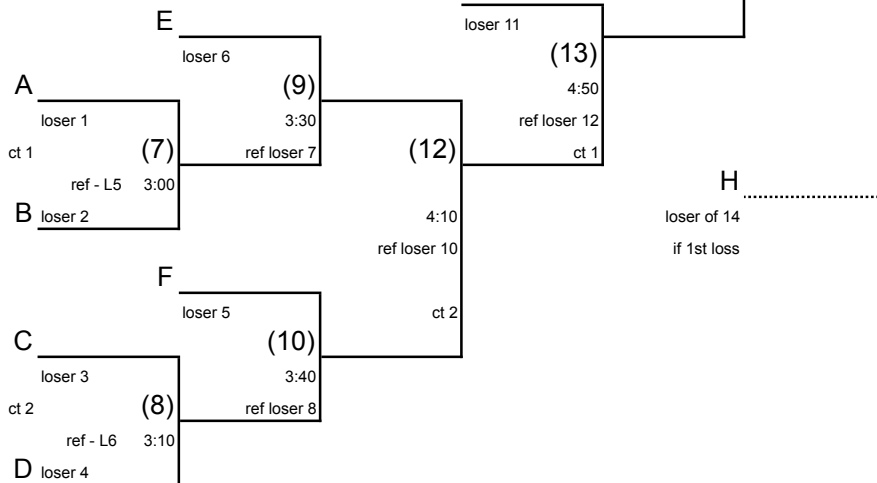 E
loser 6
(9)
3:30
ref loser 7
loser 11
(13)
4:50
ref loser 12
ct 1
A
loser 1
ct 1
(7)
ref - L5 3:00
B
loser 2
(12)
4:10
ref loser 10
ct 2
H
loser of 14
if 1st loss
F
loser 5
(10)
3:40
ref loser 8
C
loser 3
ct 2
(8)
ref - L6 3:10
D
loser 4